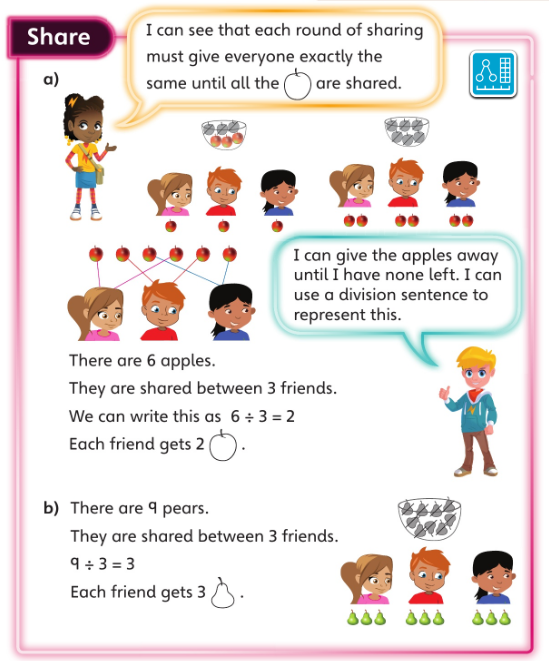 Share
I can see that each round of sharing
must give everyone exactly the
same until all the are shared.
a)
I can give the apples away
until I have none left. I can
use a division sentence to
represent this.
There are 6 apples.
They are shared between 3 friends.
We can write this as 6 ÷ 3 = 2
Each friend gets 2 .
b) There are 9 pears.
They are shared between 3 friends.
9 ÷ 3 = 3
Each friend gets 3 .